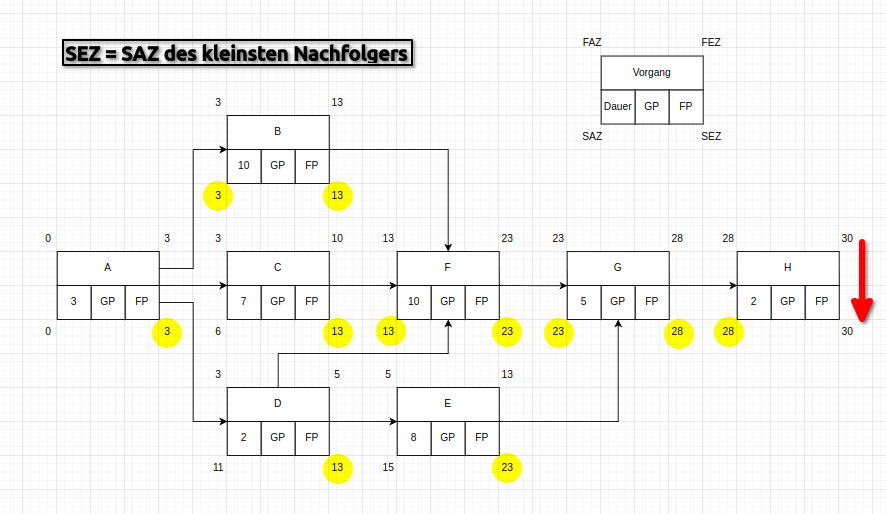 SEZ = SAZ des kleinsten Nachfolgers
FAZ FEZ
Vorgang
Dauer GP FP
SAZ SEZ
3 13
B
10 GP FP
3 13
0 3
A
3 GP FP
0 3
3 10
C
7 GP FP
6 13
13 23
F
10 GP FP
13 23
23 28
G
5 GP FP
23 28
28 30
H
2 GP FP
28 30
3 5
D
2 GP FP
11 13
5 13
E
8 GP FP
15 23